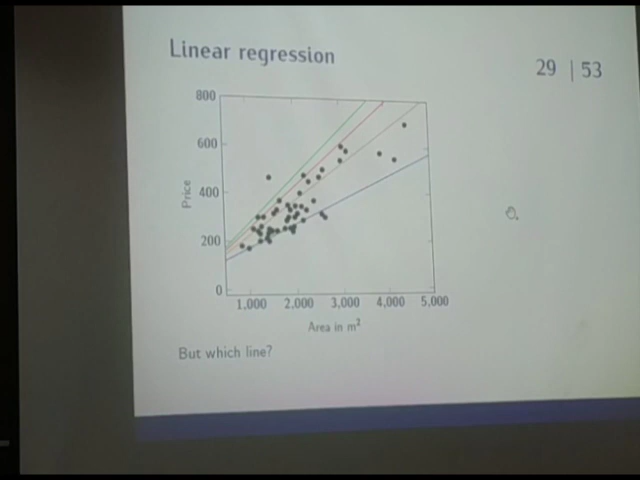 Linear regression
29 | 53
800
600
400
200
0
Price
1,000 2,000 3,000 4,000 5,000
Area in m²
But which line?